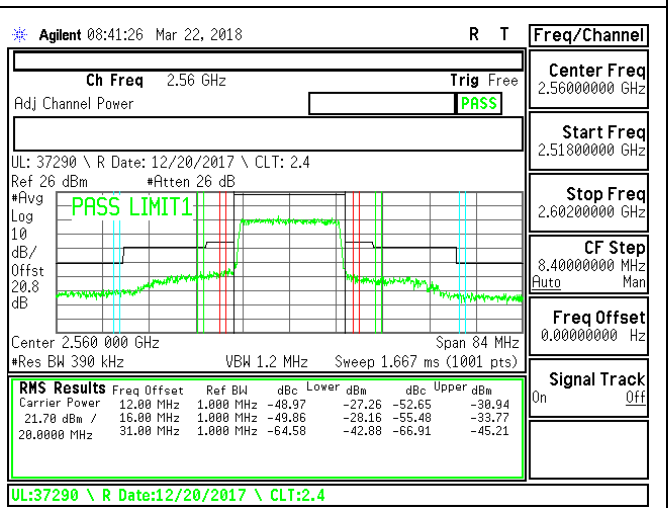 Agilent 08:41:26 Mar 22, 2018 R T
Freq/Channel
Ch Freq 2.56 GHz Trig Free
Adj Channel Power PASS
Center Freq
2.56000000 GHz
Start Freq
2.51800000 GHz
UL: 37290 \ R Date: 12/20/2017 \ CLT: 2.4
Ref 26 dBm #Atten 26 dB
#Avg
Log
10
dB/
Offst
20.8
dB
PASS LIMIT1
Stop Freq
2.60200000 GHz
CF Step
8.40000000 MHz
Auto Man
Freq Offset
0.00000000 Hz
Center 2.560 000 GHz Span 84 MHz
#Res BW 390 kHz VBW 1.2 MHz Sweep 1.667 ms (1001 pts)
Signal Track
On Off
RMS Results Freq Offset Ref BW dBc Lower dBm dBc Upper dBm
Carrier Power 12.00 MHz 1.000 MHz -48.97 -27.26 -52.65 -30.94
21.70 dBm / 16.00 MHz 1.000 MHz -49.86 -28.16 -55.48 -33.77
20.0000 MHz 31.00 MHz 1.000 MHz -64.58 -42.88 -66.91 -45.21
UL:37290 \ R Date:12/20/2017 \ CLT:2.4